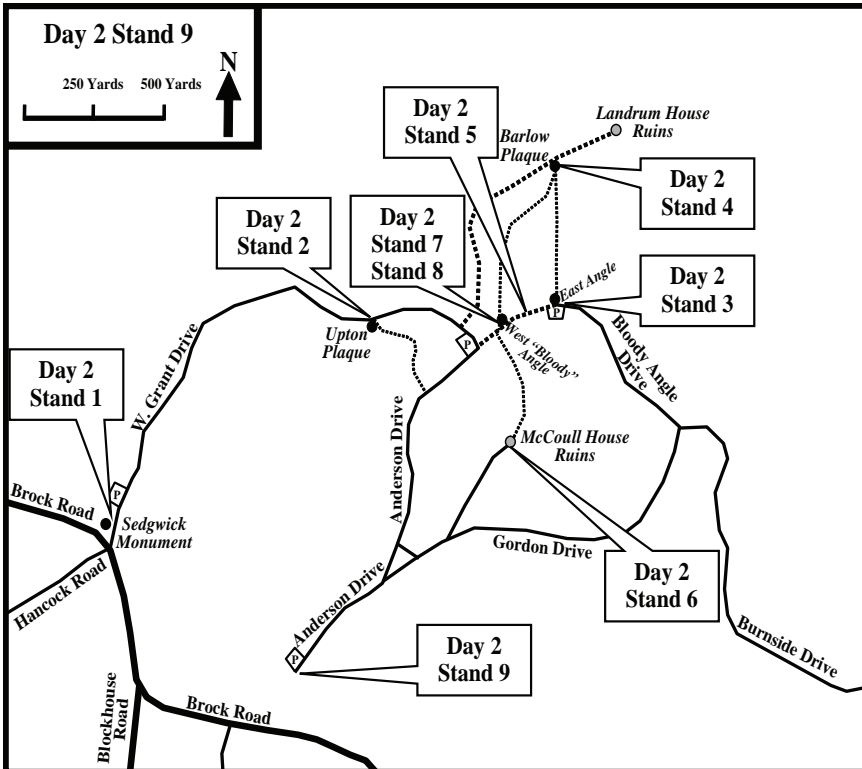 Day 2 Stand 9
250 Yards
500 Yards
N
Day 2
Stand 5
Landrum House
Ruins
Barlow
Plaque
Day 2
Stand 4
Day 2
Stand 2
Day 2
Stand 7
Stand 8
East Angle
P
Day 2
Stand 3
Upton
Plaque
P
West “Bloody”
Angle
Bloody Angle
Drive
W. Grant Drive
Day 2
Stand 1
Anderson Drive
McCoull House
Ruins
P
Brock Road
Sedgwick
Monument
Hancock Road
Gordon Drive
Day 2
Stand 6
Anderson Drive
P
Day 2
Stand 9
Burnside Drive
Blockhouse
Road
Brock Road